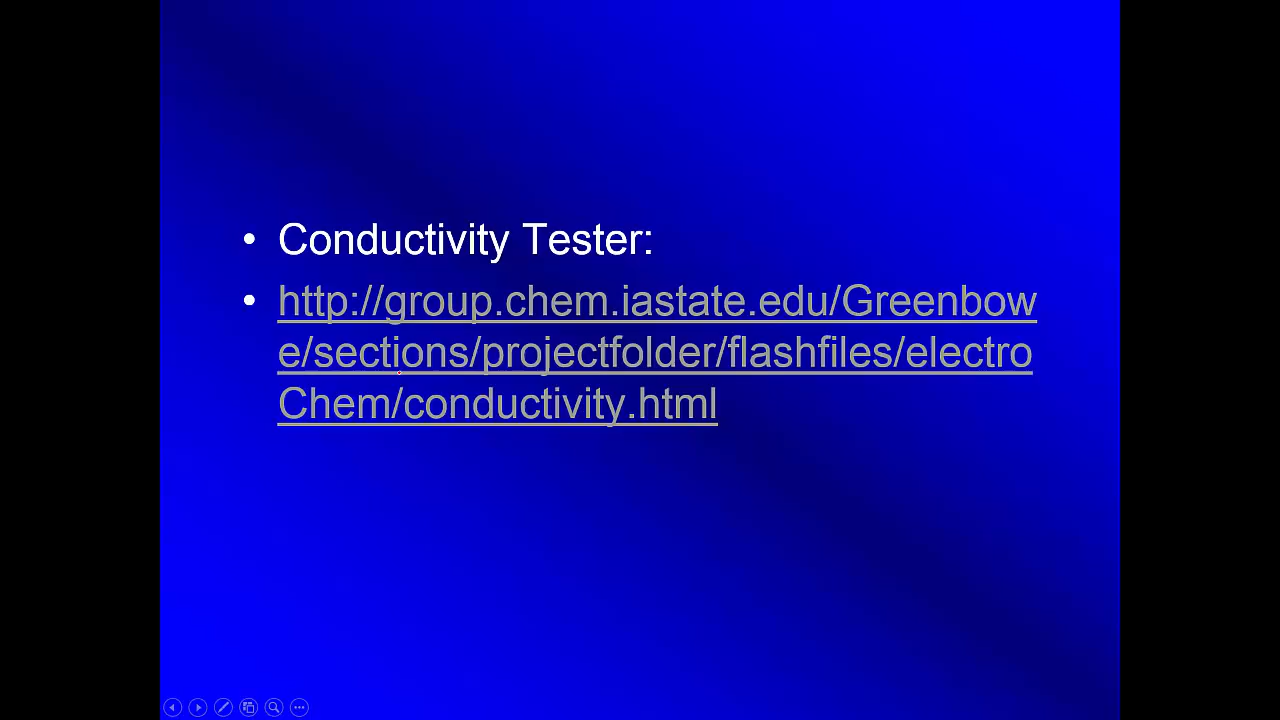 • Conductivity Tester:
• http://group.chem.iastate.edu/Greenbow
e/sections/projectfolder/flashfiles/electro
Chem/conductivity.html